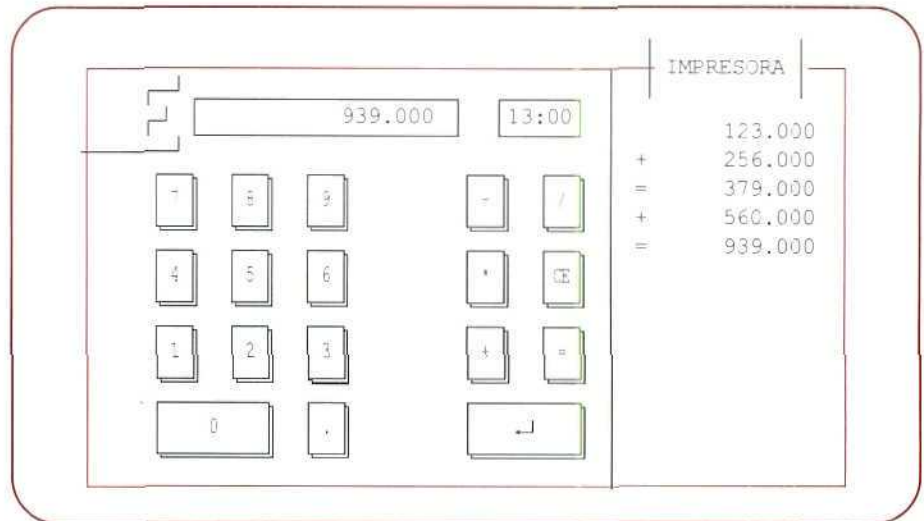 IMPRESORA
939.000 13:00
123.000
+ 256.000
= 379.000
+ 560.000
= 939.000
7 8 9 - /
4 5 6 * CE
1 2 3 + =
0 . ↵